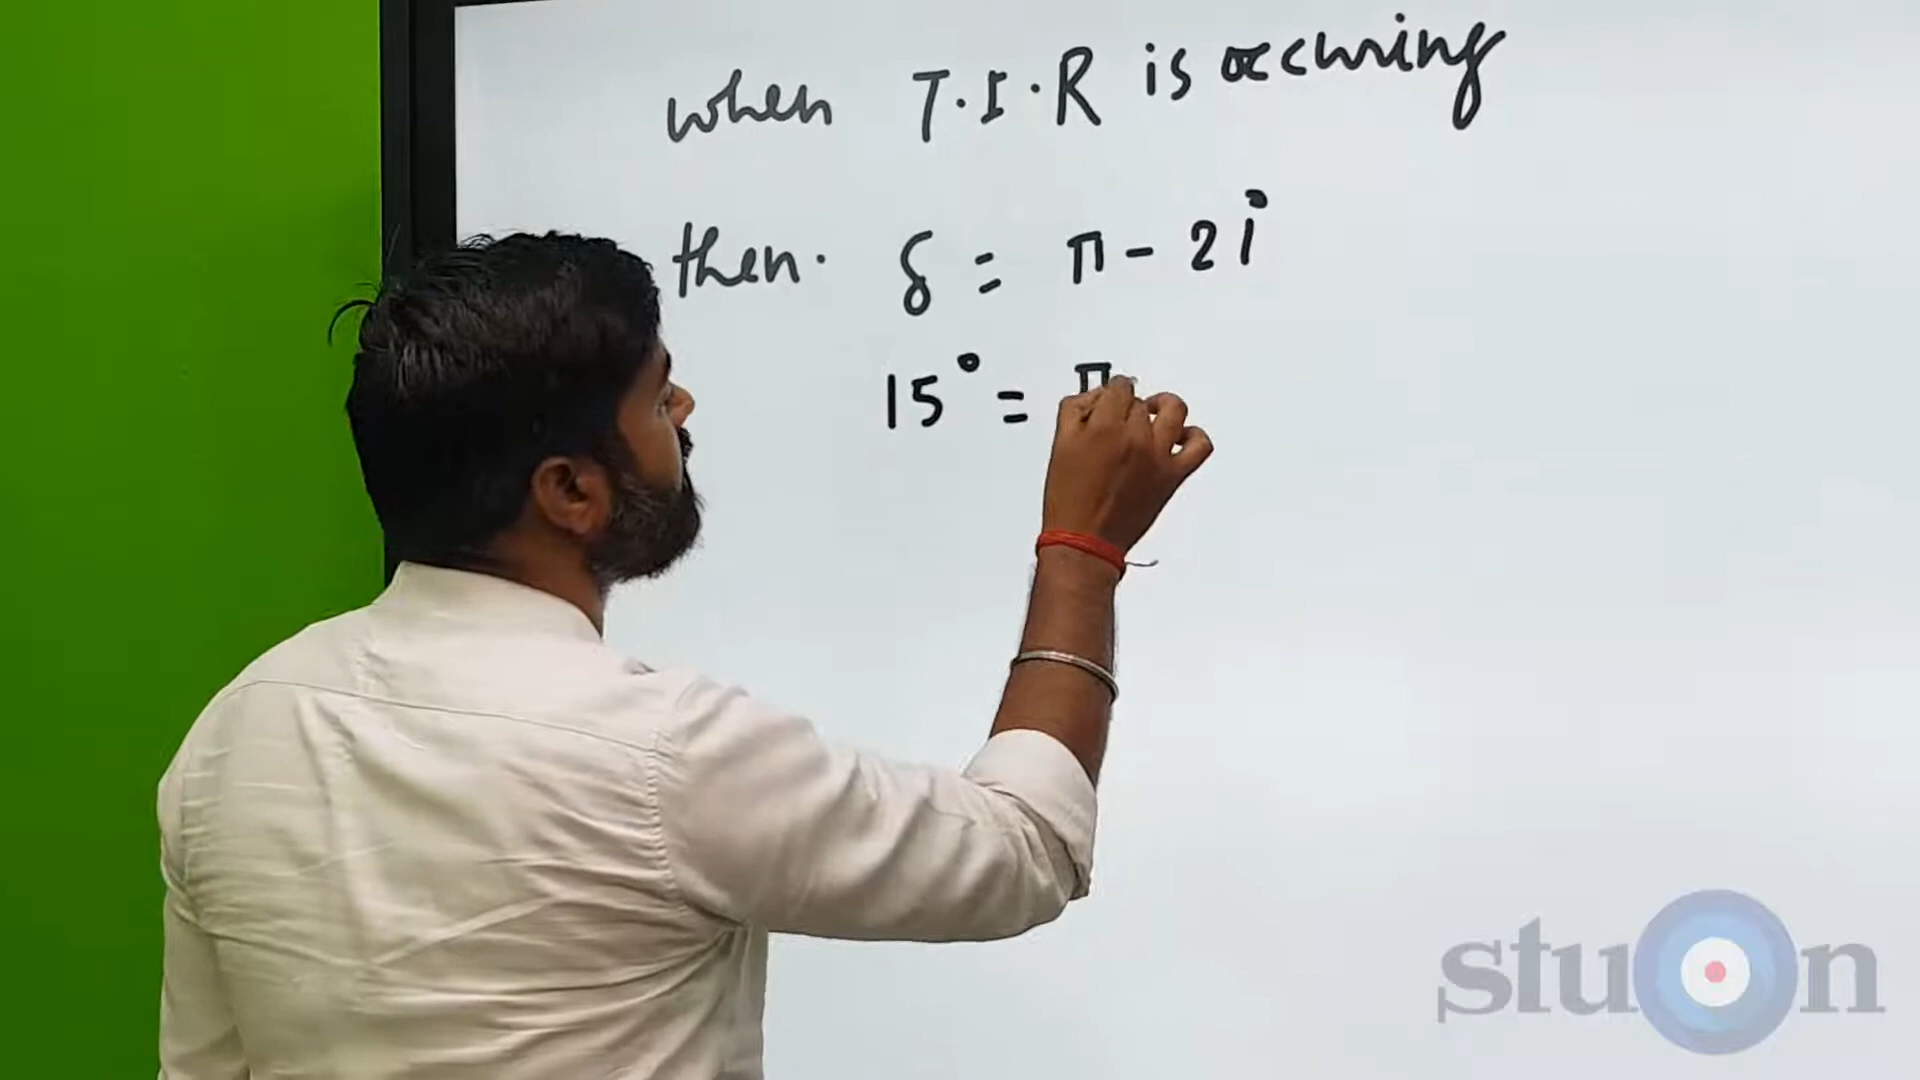 when T.I.R is occuring
then. δ = π - 2i
15° = π
stuon